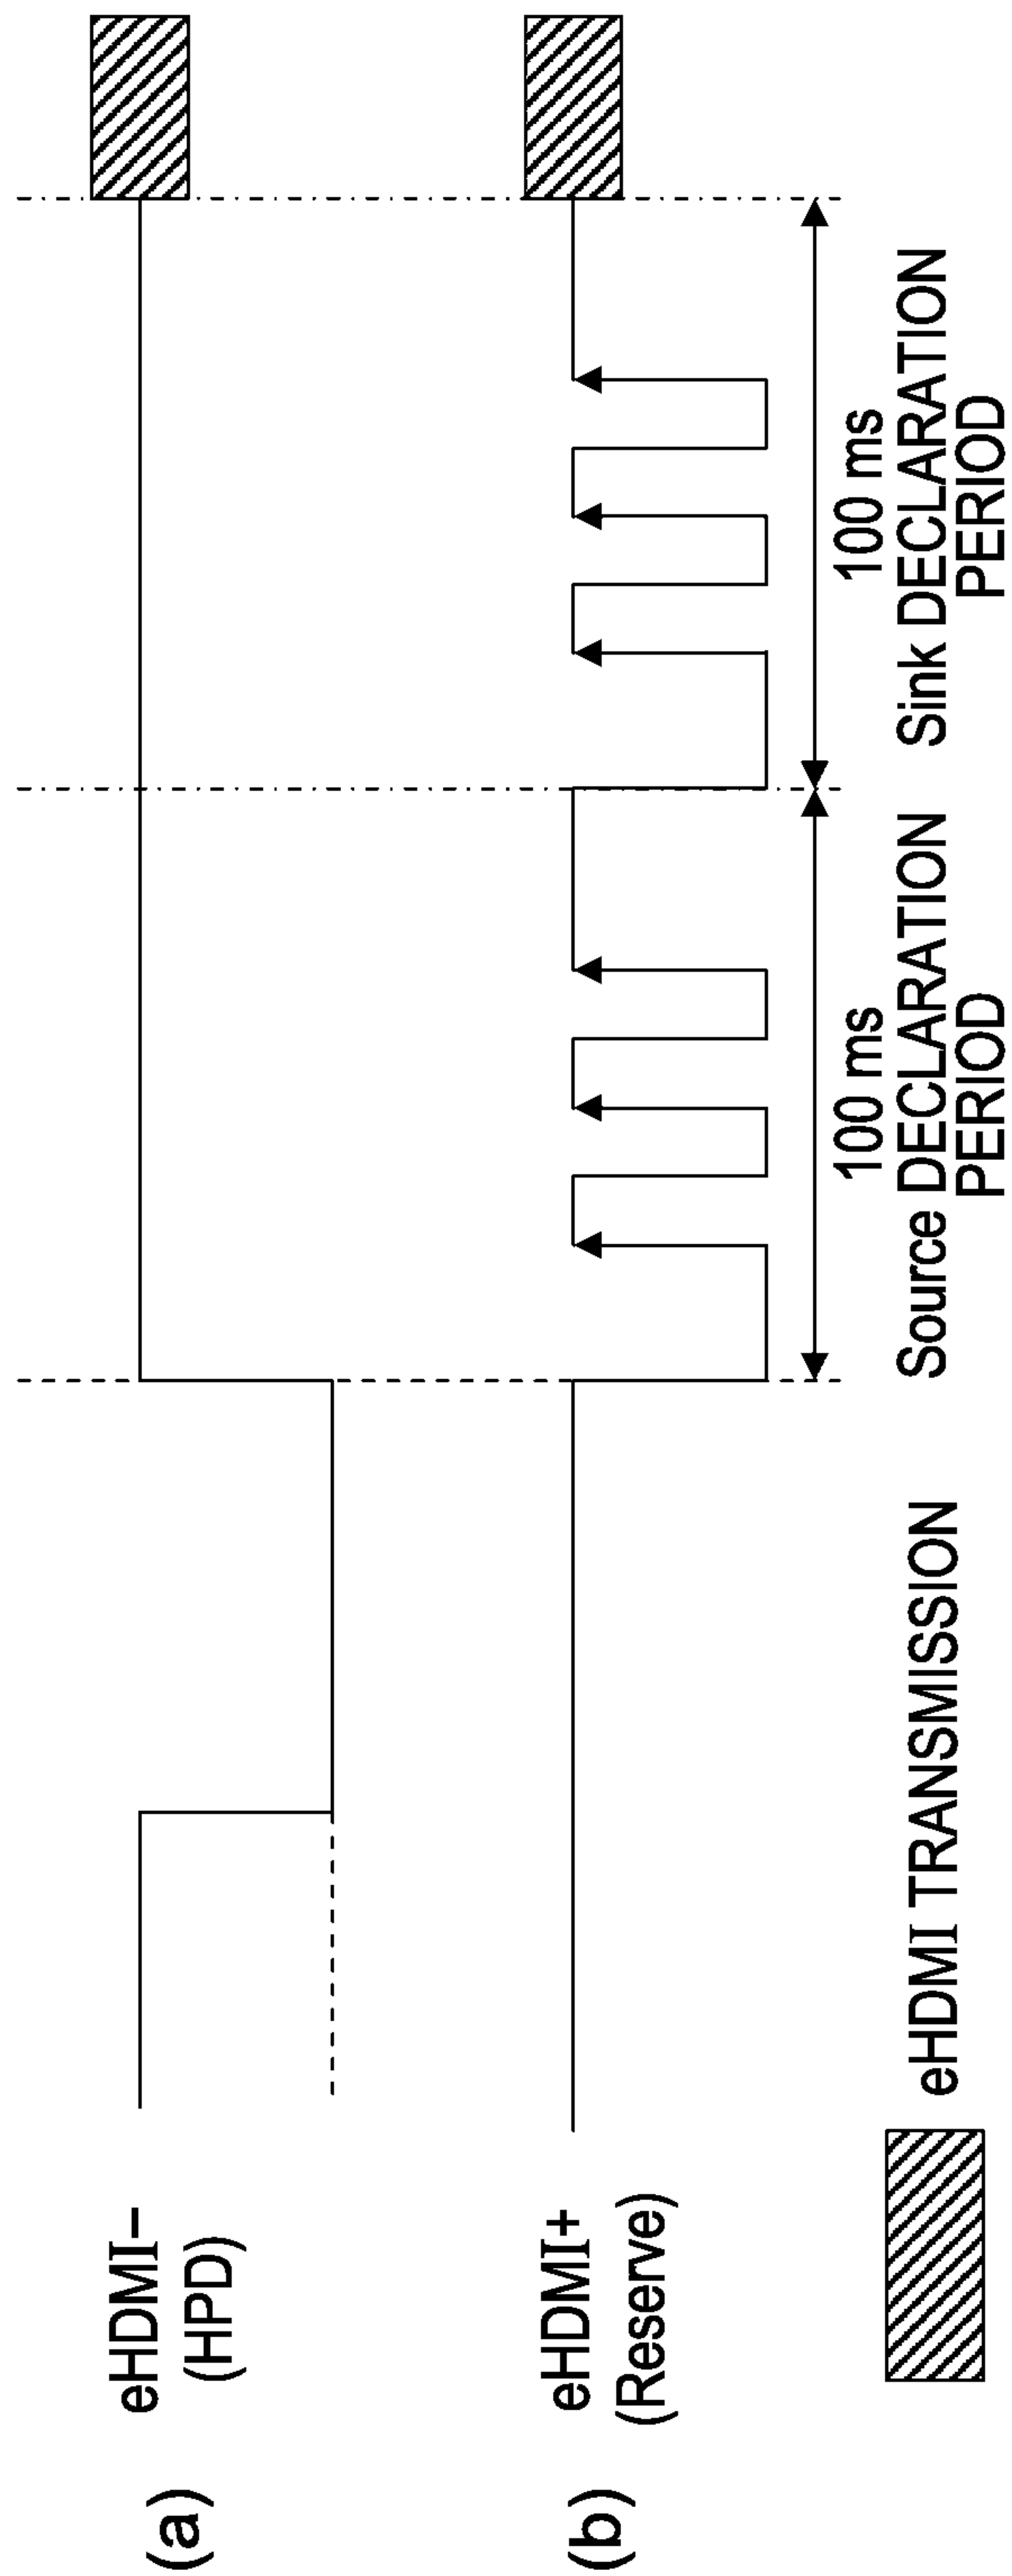 (a)
eHDMI−
(HPD)
(b)
eHDMI+
(Reserve)
100 ms
Source DECLARATION
PERIOD
100 ms
Sink DECLARATION
PERIOD
eHDMI TRANSMISSION